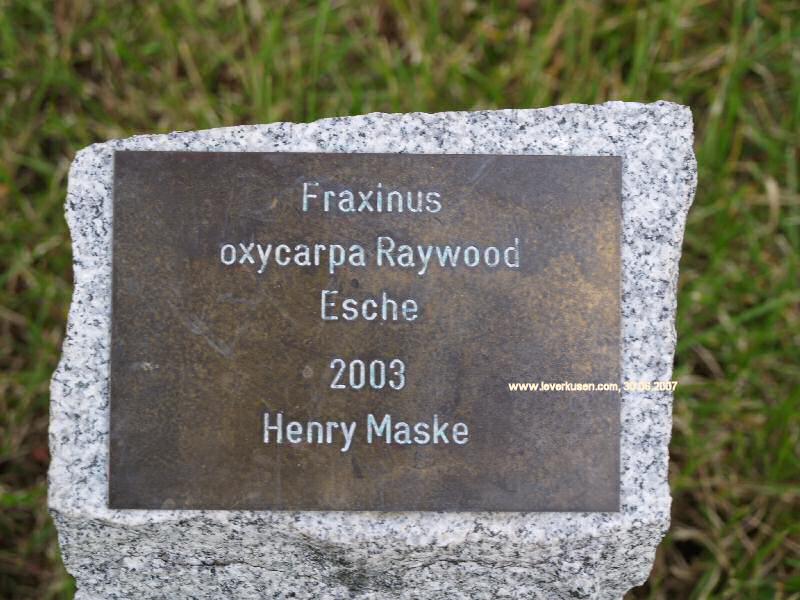 Fraxinus
oxycarpa Raywood
Esche
2003
www.leverkusen.com, 30.06.2007
Henry Maske